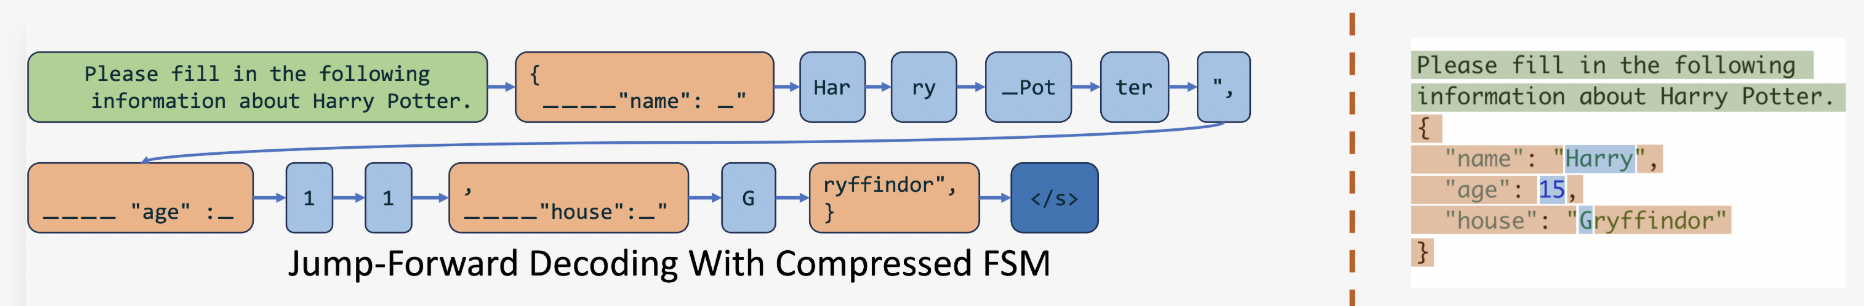 Please fill in the following
information about Harry Potter.
{
____"name": _"
Har
ry
_Pot
ter
",
____ "age" :_
1
1
,
____"house":_"
G
ryffindor",
}
</s>
Jump-Forward Decoding With Compressed FSM
Please fill in the following
information about Harry Potter.
{
"name": "Harry",
"age": 15,
"house": "Gryffindor"
}